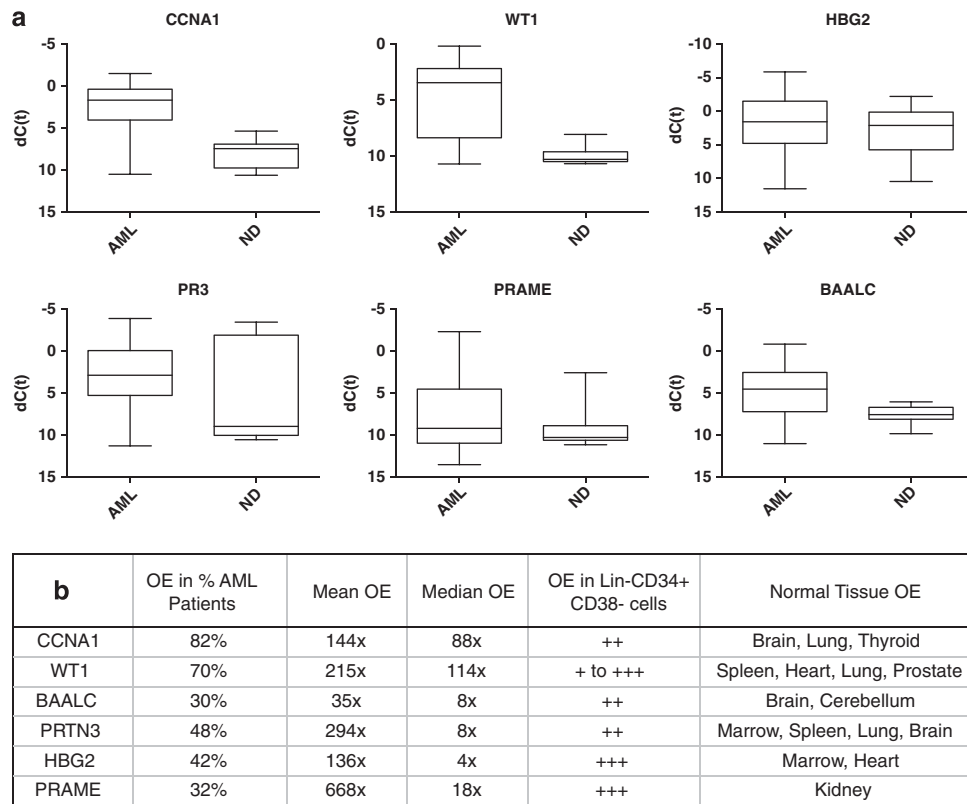 a
CCNA1
WT1
HBG2
-5
0
5
10
15
dC(t)
AML
ND
0
5
10
15
dC(t)
AML
ND
-10
-5
0
5
10
15
dC(t)
AML
ND
PR3
PRAME
BAALC
-5
0
5
10
15
dC(t)
AML
ND
-5
0
5
10
15
dC(t)
AML
ND
-5
0
5
10
15
dC(t)
AML
ND
b
OE in % AML
Patients
Mean OE
Median OE
OE in Lin-CD34+
CD38- cells
Normal Tissue OE
CCNA1 82% 144x 88x ++ Brain, Lung, Thyroid
WT1 70% 215x 114x + to +++ Spleen, Heart, Lung, Prostate
BAALC 30% 35x 8x ++ Brain, Cerebellum
PRTN3 48% 294x 8x ++ Marrow, Spleen, Lung, Brain
HBG2 42% 136x 4x +++ Marrow, Heart
PRAME 32% 668x 18x +++ Kidney